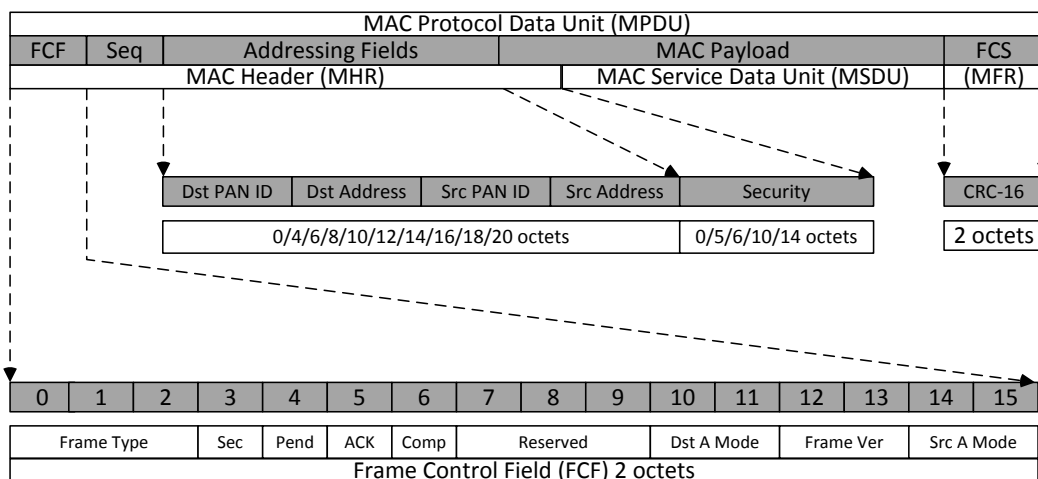 MAC Protocol Data Unit (MPDU)
FCF Seq Addressing Fields MAC Payload FCS
MAC Header (MHR) MAC Service Data Unit (MSDU) (MFR)
Dst PAN ID Dst Address Src PAN ID Src Address Security CRC-16
0/4/6/8/10/12/14/16/18/20 octets 0/5/6/10/14 octets 2 octets
0 1 2 3 4 5 6 7 8 9 10 11 12 13 14 15
Frame Type Sec Pend ACK Comp Reserved Dst A Mode Frame Ver Src A Mode
Frame Control Field (FCF) 2 octets